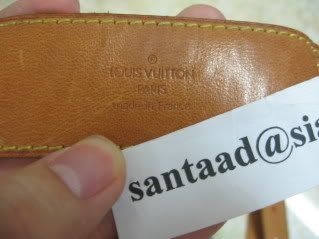 ®
LOUIS VUITTON
PARIS
made in France
santaad@sia